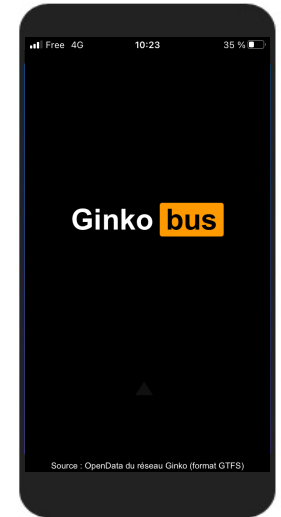 Free 4G 10:23 35 %
Ginko bus
Source : OpenData du réseau Ginko (format GTFS)